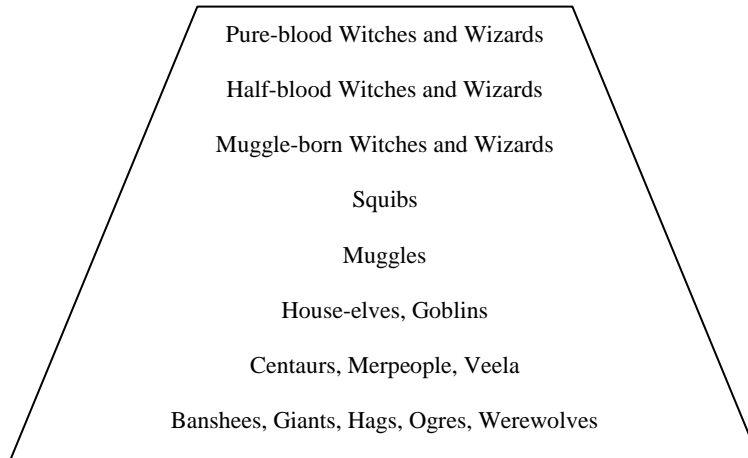 Pure-blood Witches and Wizards
Half-blood Witches and Wizards
Muggle-born Witches and Wizards
Squibs
Muggles
House-elves, Goblins
Centaurs, Merpeople, Veela
Banshees, Giants, Hags, Ogres, Werewolves